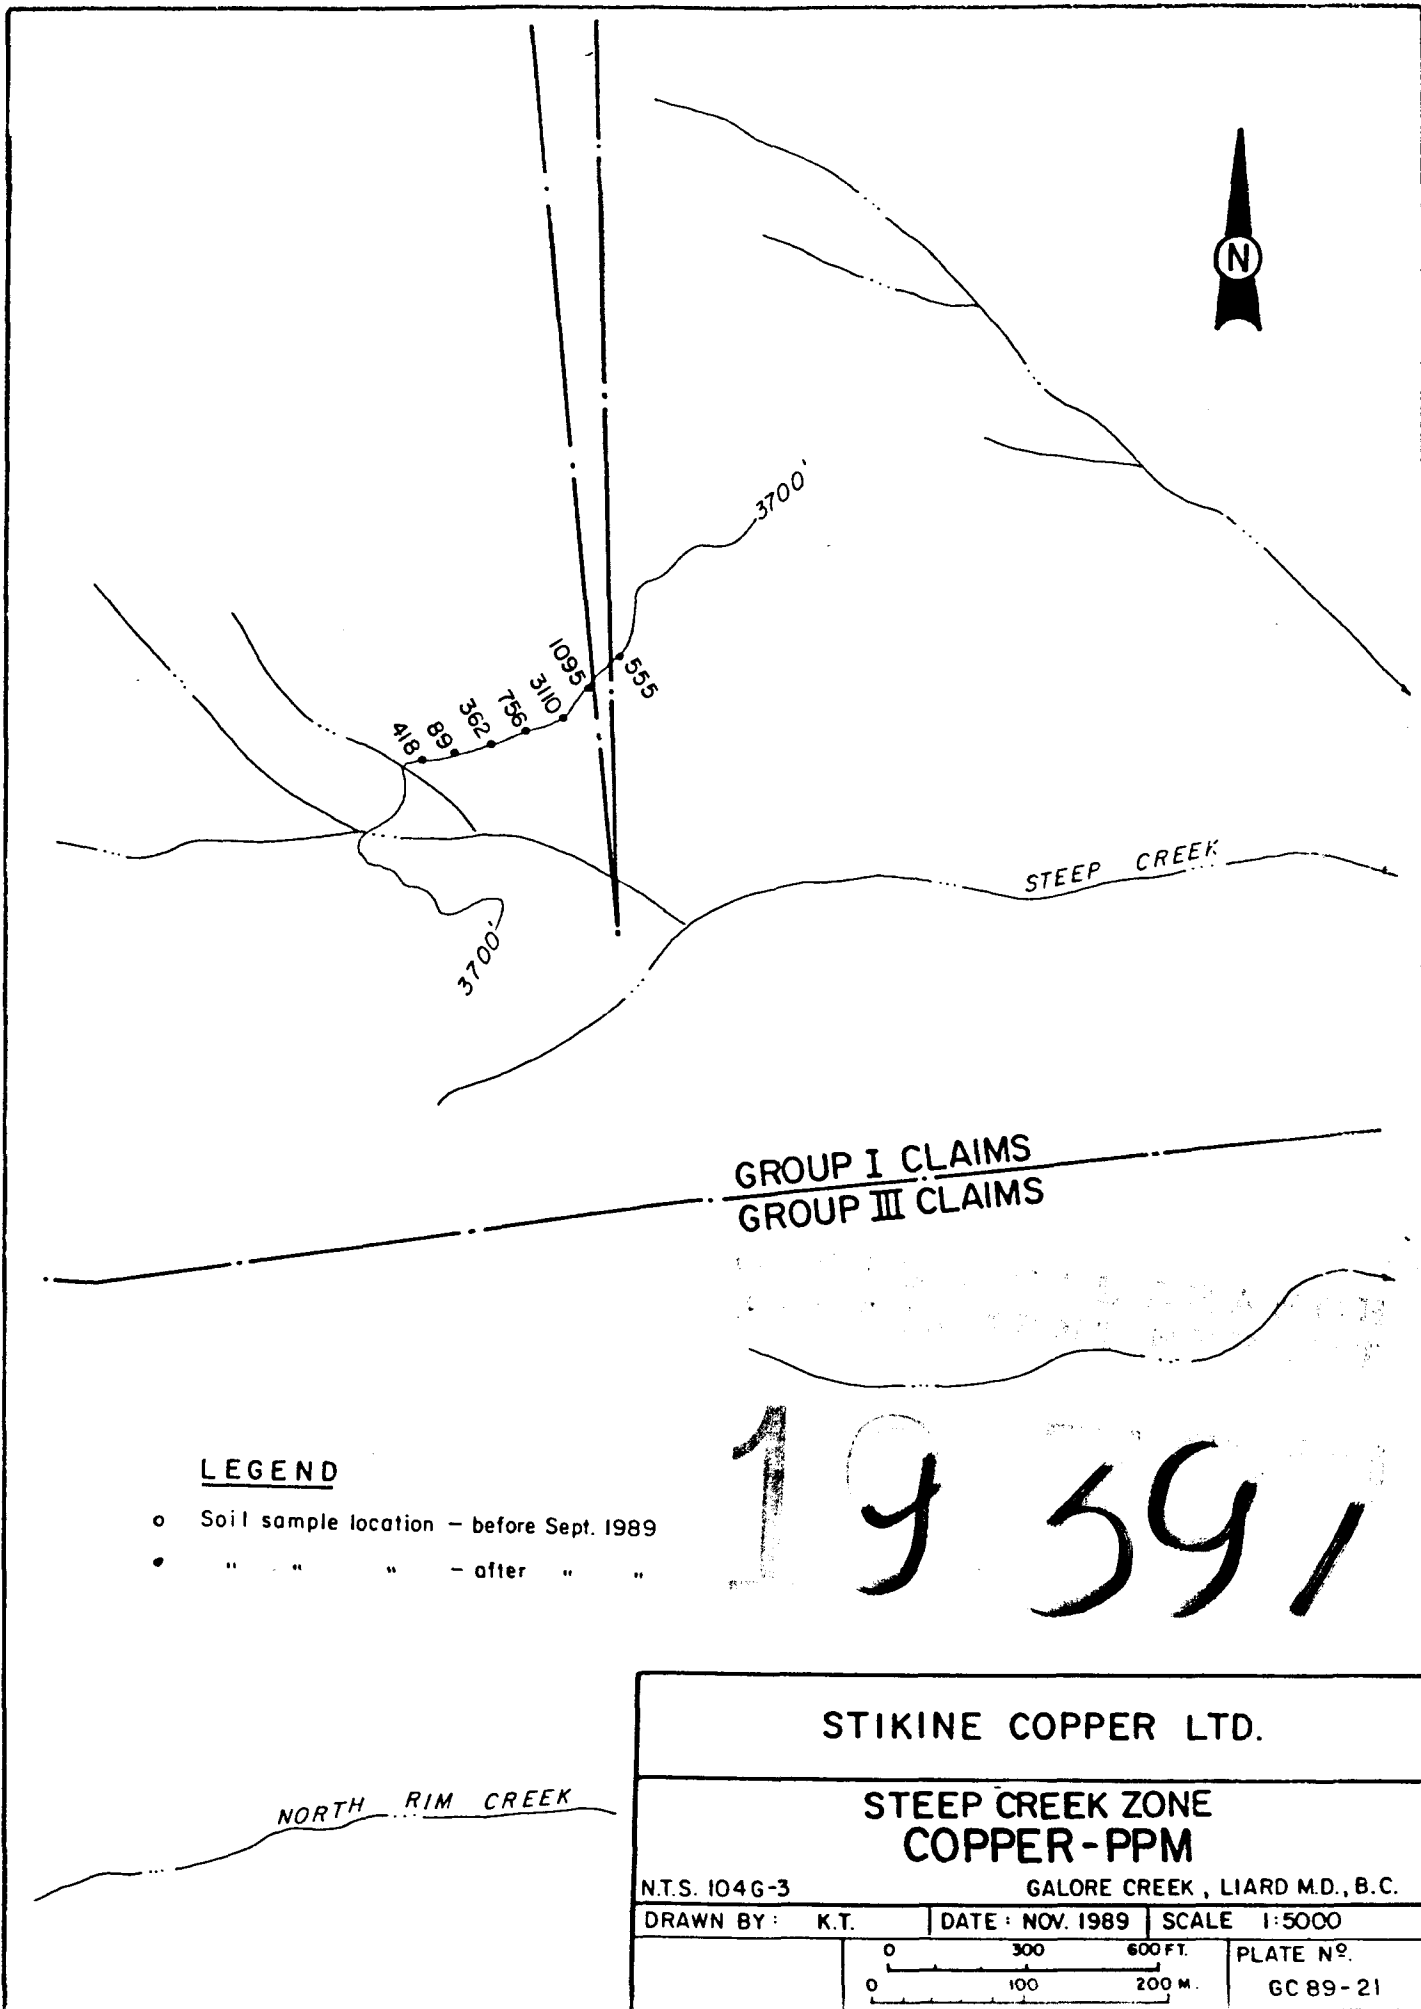 N
3700'
1095
555
3110
756
362
89
418
STEEP CREEK
3700'
GROUP I CLAIMS
GROUP III CLAIMS
19 397
LEGEND
Soil sample location – before Sept. 1989
" " " – after " "
STIKINE COPPER LTD.
STEEP CREEK ZONE
COPPER-PPM
N.T.S. 104G-3 GALORE CREEK, LIARD M.D., B.C.
DRAWN BY: K.T. DATE: NOV. 1989 SCALE 1:5000
0 300 600 FT.
0 100 200 M.
PLATE Nº.
GC 89-21
NORTH RIM CREEK